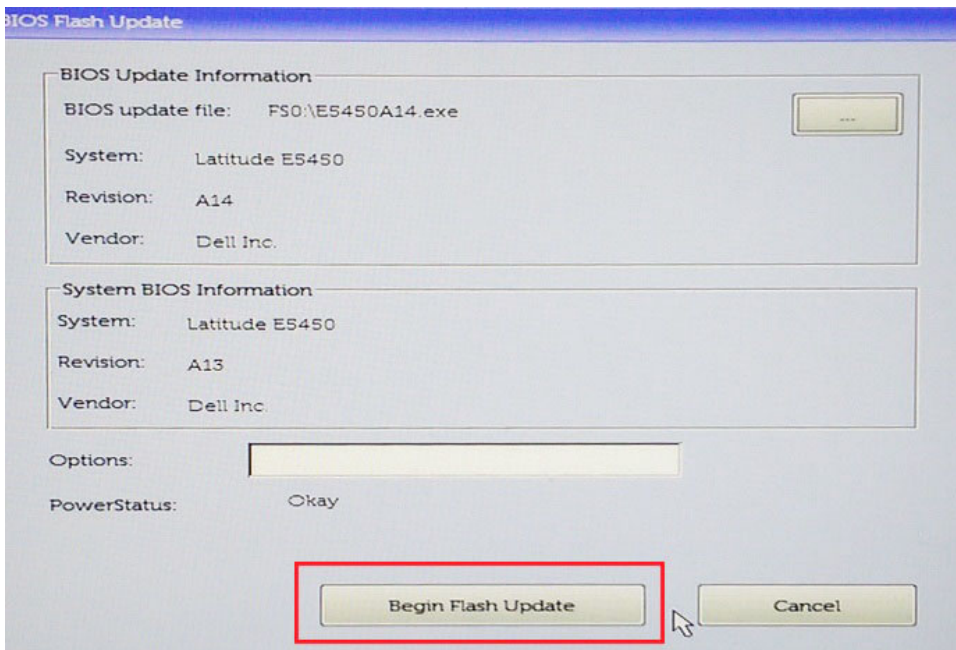 BIOS Flash Update
BIOS Update Information
BIOS update file: FS0:\E5450A14.exe
...
System: Latitude E5450
Revision: A14
Vendor: Dell Inc.
System BIOS Information
System: Latitude E5450
Revision: A13
Vendor: Dell Inc.
Options:
PowerStatus: Okay
Begin Flash Update Cancel